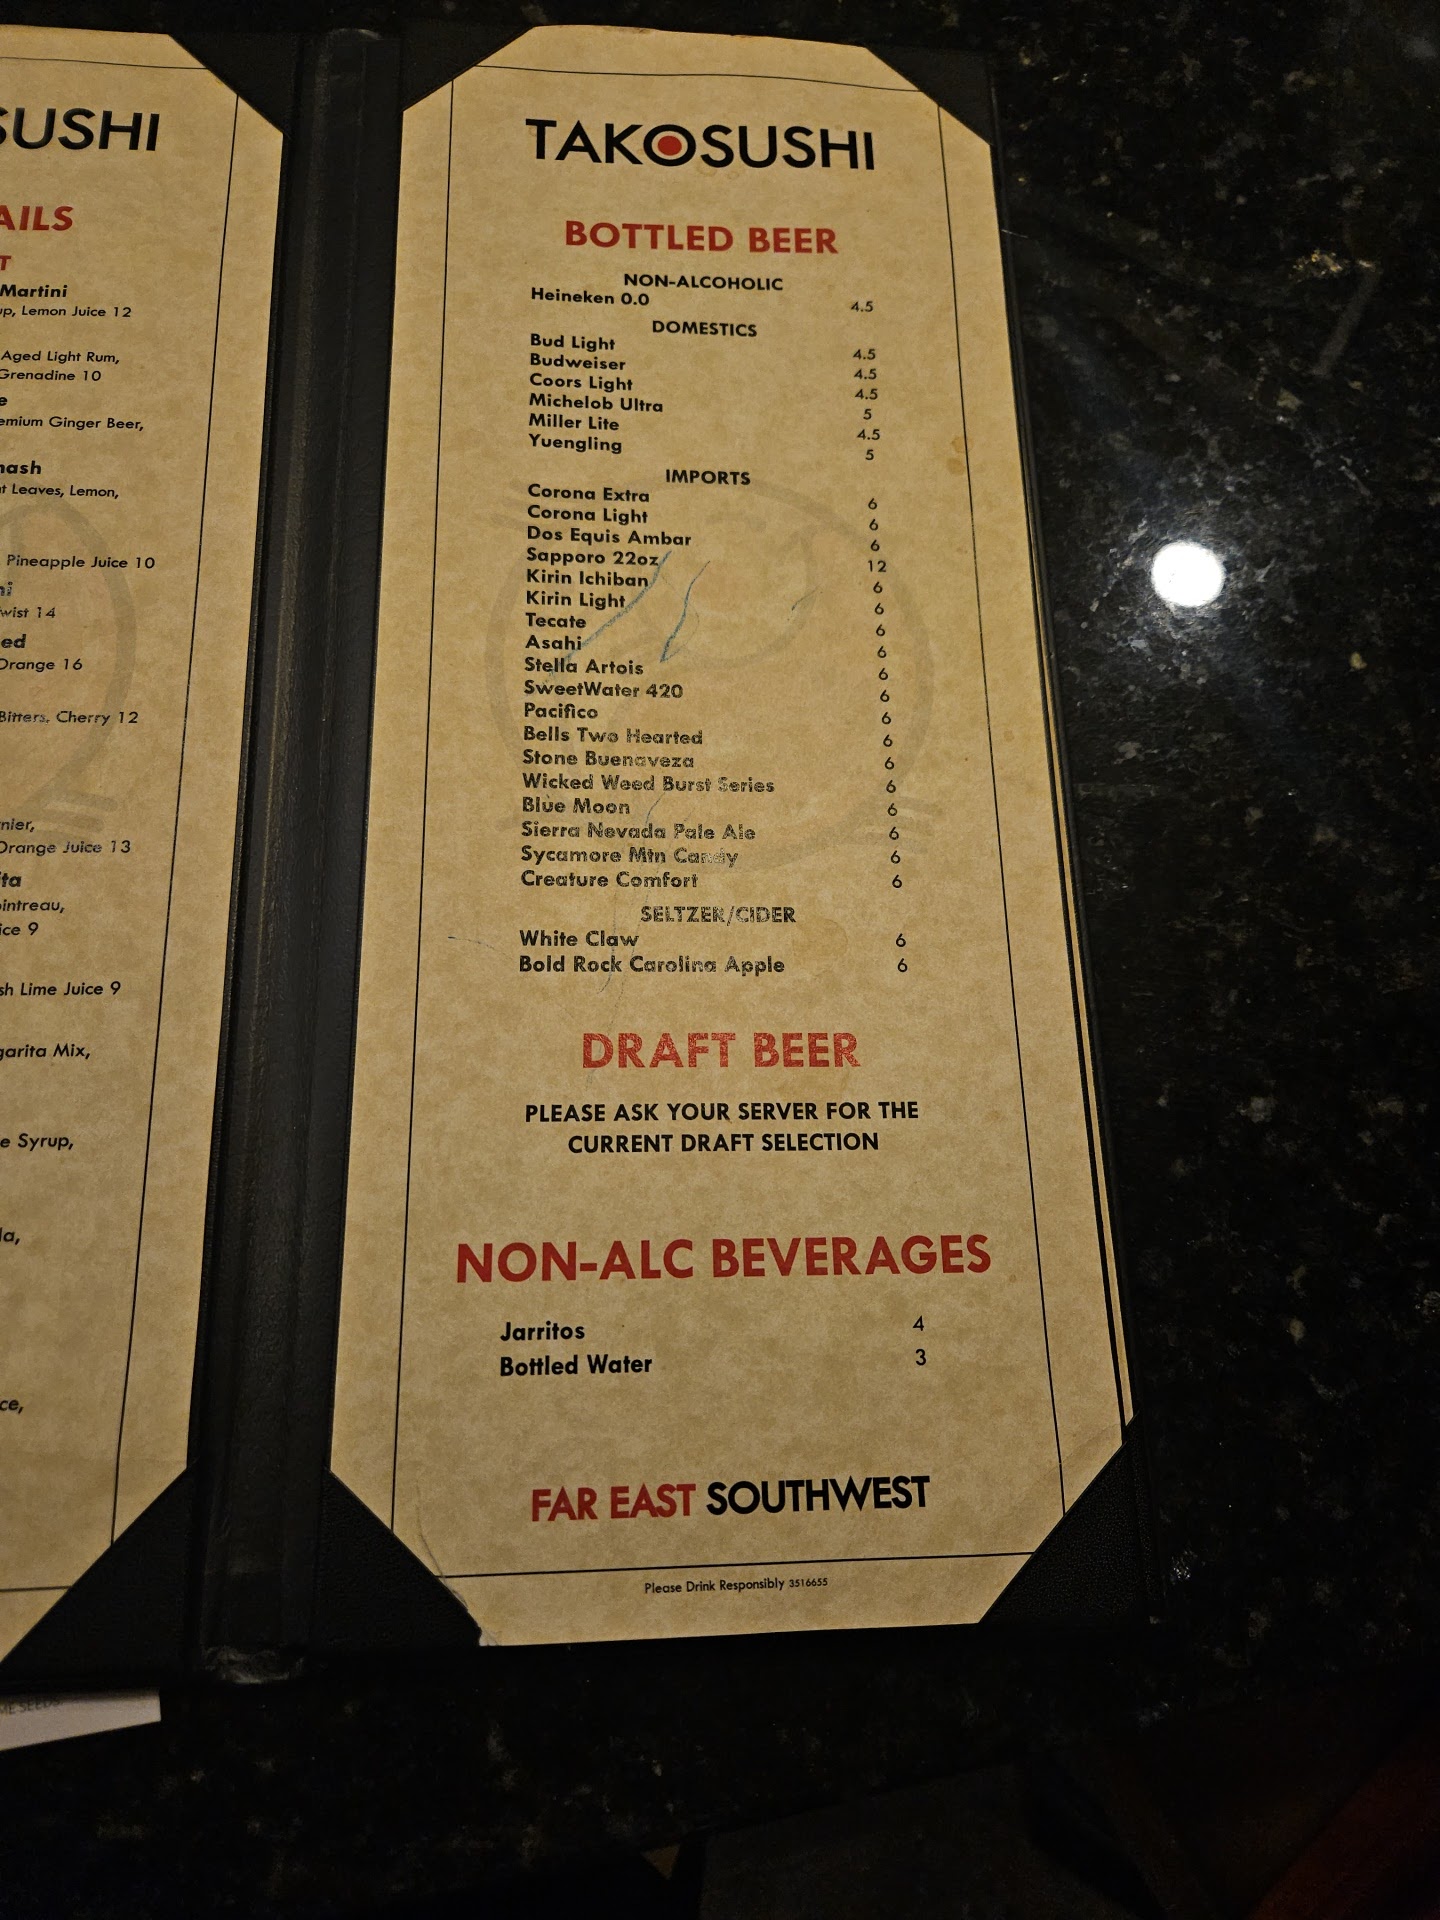 SUSHI
AILS
T
Martini
up, Lemon Juice 12
Aged Light Rum,
Grenadine 10
e
emium Ginger Beer,
mash
t Leaves, Lemon,
Pineapple Juice 10
ni
wist 14
ed
Orange 16
Bitters, Cherry 12
nier,
Orange Juice 13
ita
ointreau,
ice 9
sh Lime Juice 9
garita Mix,
e Syrup,
la,
ce,
TAKOSUSHI
BOTTLED BEER
NON-ALCOHOLIC
Heineken 0.0 4.5
DOMESTICS
Bud Light 4.5
Budweiser 4.5
Coors Light 4.5
Michelob Ultra 5
Miller Lite 4.5
Yuengling 5
IMPORTS
Corona Extra 6
Corona Light 6
Dos Equis Ambar 6
Sapporo 22oz 12
Kirin Ichiban 6
Kirin Light 6
Tecate 6
Asahi 6
Stella Artois 6
SweetWater 420 6
Pacifico 6
Bells Two Hearted 6
Stone Buenaveza 6
Wicked Weed Burst Series 6
Blue Moon 6
Sierra Nevada Pale Ale 6
Sycamore Mtn Candy 6
Creature Comfort 6
SELTZER/CIDER
White Claw 6
Bold Rock Carolina Apple 6
DRAFT BEER
PLEASE ASK YOUR SERVER FOR THE
CURRENT DRAFT SELECTION
NON-ALC BEVERAGES
Jarritos 4
Bottled Water 3
FAR EAST SOUTHWEST
Please Drink Responsibly 3516655